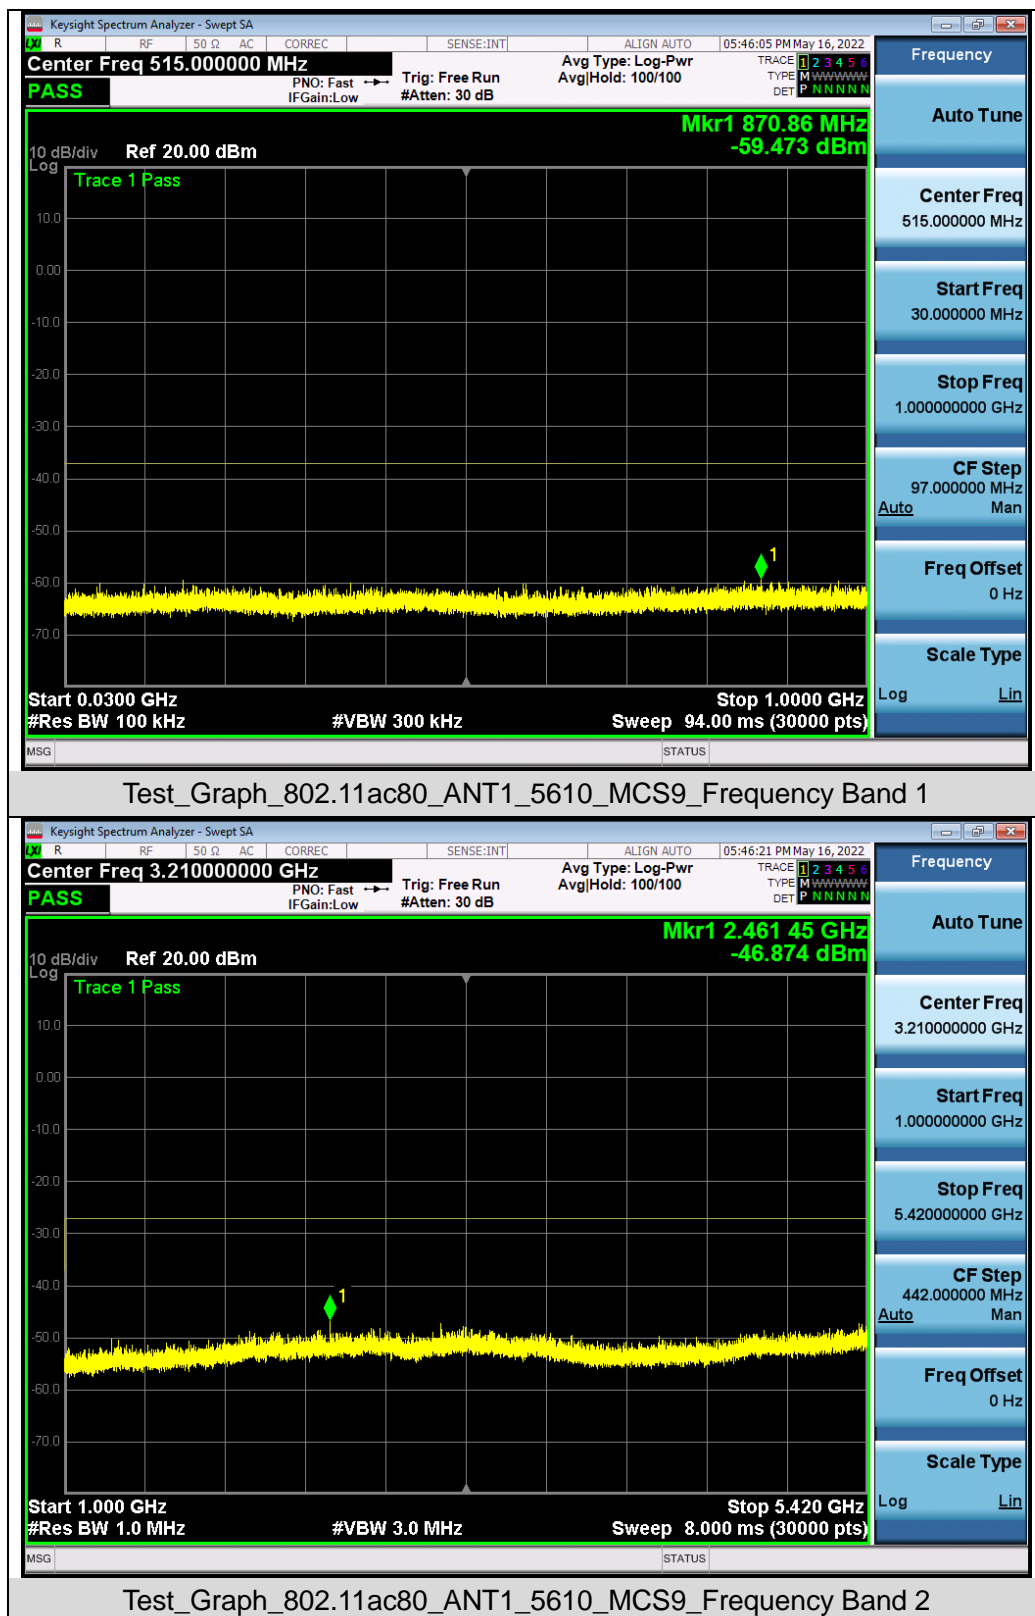 Keysight Spectrum Analyzer - Swept SA
LXI R RF 50 Ω AC CORREC SENSE:INT ALIGN AUTO 05:46:05 PM May 16, 2022
Center Freq 515.000000 MHz Avg Type: Log-Pwr TRACE 1 2 3 4 5 6
PASS PNO: Fast Trig: Free Run Avg|Hold: 100/100 TYPE M WWWWW
IFGain:Low #Atten: 30 dB DET P N N N N N
Mkr1 870.86 MHz
-59.473 dBm
10 dB/div Ref 20.00 dBm
Log
Trace 1 Pass
10.0
0.00
-10.0
-20.0
-30.0
-40.0
-50.0
1
-60.0
-70.0
Start 0.0300 GHz Stop 1.0000 GHz
#Res BW 100 kHz #VBW 300 kHz Sweep 94.00 ms (30000 pts)
MSG STATUS
Frequency
Auto Tune
Center Freq
515.000000 MHz
Start Freq
30.000000 MHz
Stop Freq
1.000000000 GHz
CF Step
97.000000 MHz
Auto Man
Freq Offset
0 Hz
Scale Type
Log Lin
Test_Graph_802.11ac80_ANT1_5610_MCS9_Frequency Band 1
Keysight Spectrum Analyzer - Swept SA
LXI R RF 50 Ω AC CORREC SENSE:INT ALIGN AUTO 05:46:21 PM May 16, 2022
Center Freq 3.210000000 GHz Avg Type: Log-Pwr TRACE 1 2 3 4 5 6
PASS PNO: Fast Trig: Free Run Avg|Hold: 100/100 TYPE M WWWWW
IFGain:Low #Atten: 30 dB DET P N N N N N
Mkr1 2.461 45 GHz
-46.874 dBm
10 dB/div Ref 20.00 dBm
Log
Trace 1 Pass
10.0
0.00
-10.0
-20.0
-30.0
-40.0
1
-50.0
-60.0
-70.0
Start 1.000 GHz Stop 5.420 GHz
#Res BW 1.0 MHz #VBW 3.0 MHz Sweep 8.000 ms (30000 pts)
MSG STATUS
Frequency
Auto Tune
Center Freq
3.210000000 GHz
Start Freq
1.000000000 GHz
Stop Freq
5.420000000 GHz
CF Step
442.000000 MHz
Auto Man
Freq Offset
0 Hz
Scale Type
Log Lin
Test_Graph_802.11ac80_ANT1_5610_MCS9_Frequency Band 2